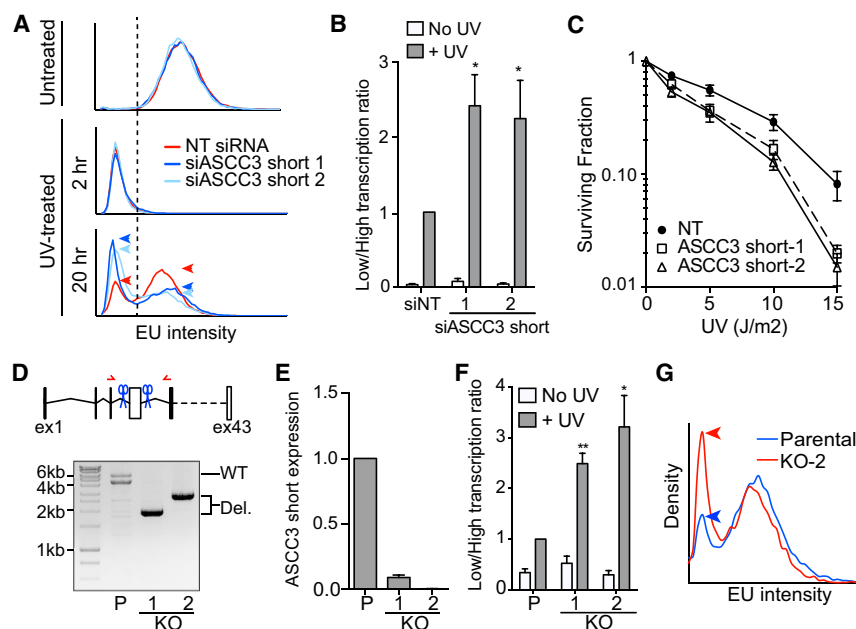 A
Untreated
UV-treated
2 hr
20 hr
NT siRNA
siASCC3 short 1
siASCC3 short 2
EU intensity
B
No UV
+ UV
Low/High transcription ratio
3
2
1
0
*
*
siNT
1
2
siASCC3 short
C
Surviving Fraction
1
0.10
0.01
NT
ASCC3 short-1
ASCC3 short-2
0
5
10
15
UV (J/m2)
D
ex1
ex43
6kb
4kb
2kb
1kb
WT
Del.
P
1
2
KO
E
ASCC3 short expression
1.5
1.0
0.5
0.0
P
1
2
KO
F
No UV
+ UV
Low/High transcription ratio
4
3
2
1
0
**
*
P
1
2
KO
G
Density
Parental
KO-2
EU intensity